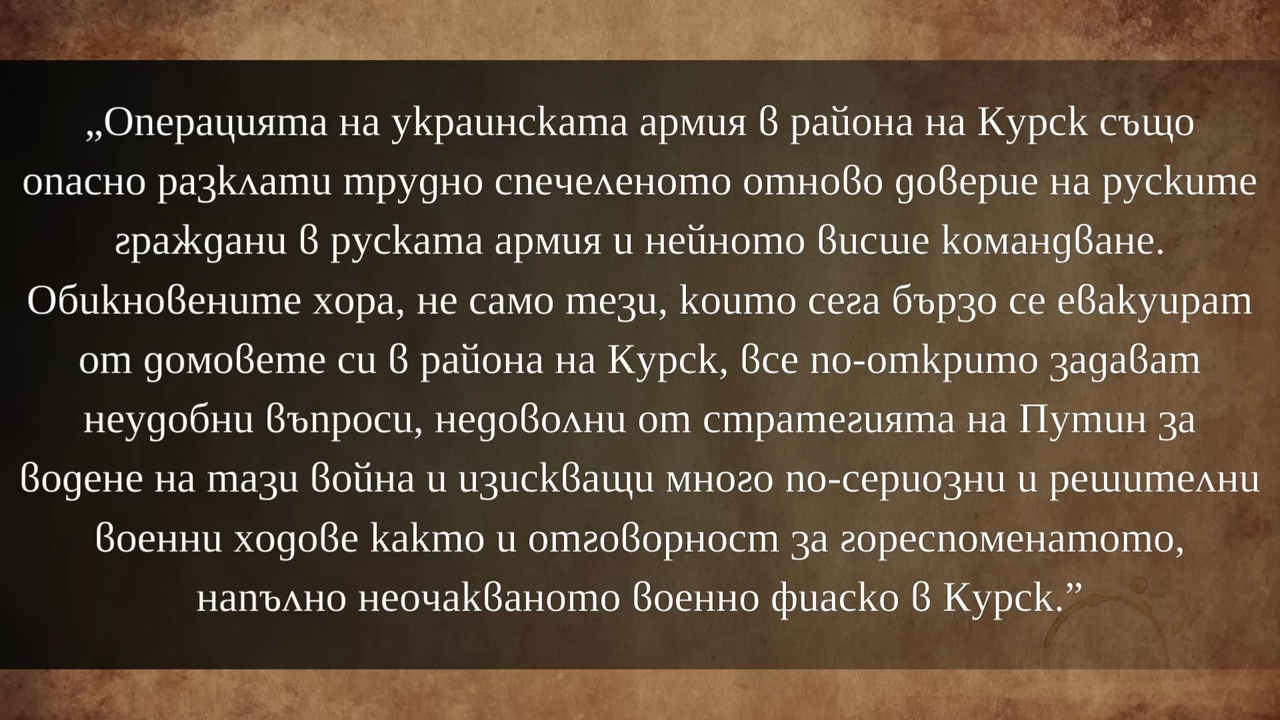 „Операцията на украинската армия в района на Курск също
опасно разклати трудно спечеленото отново доверие на руските
граждани в руската армия и нейното висше командване.
Обикновените хора, не само тези, които сега бързо се евакуират
от домовете си в района на Курск, все по-открито задават
неудобни въпроси, недоволни от стратегията на Путин за
водене на тази война и изискващи много по-сериозни и решителни
военни ходове както и отговорност за гореспоменатото,
напълно неочакваното военно фиаско в Курск.”